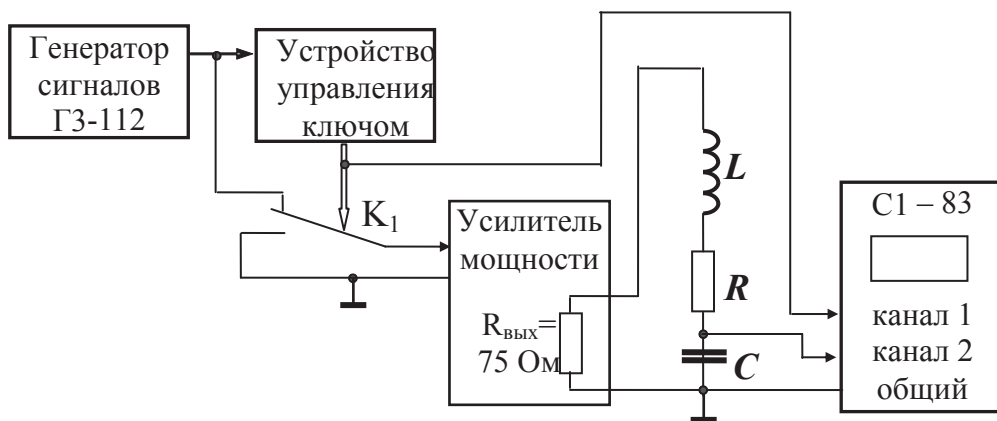 Генератор
сигналов
Г3-112
Устройство
управления
ключом
K₁
Усилитель
мощности
Rвых=
75 Ом
L
R
C
С1 – 83
канал 1
канал 2
общий